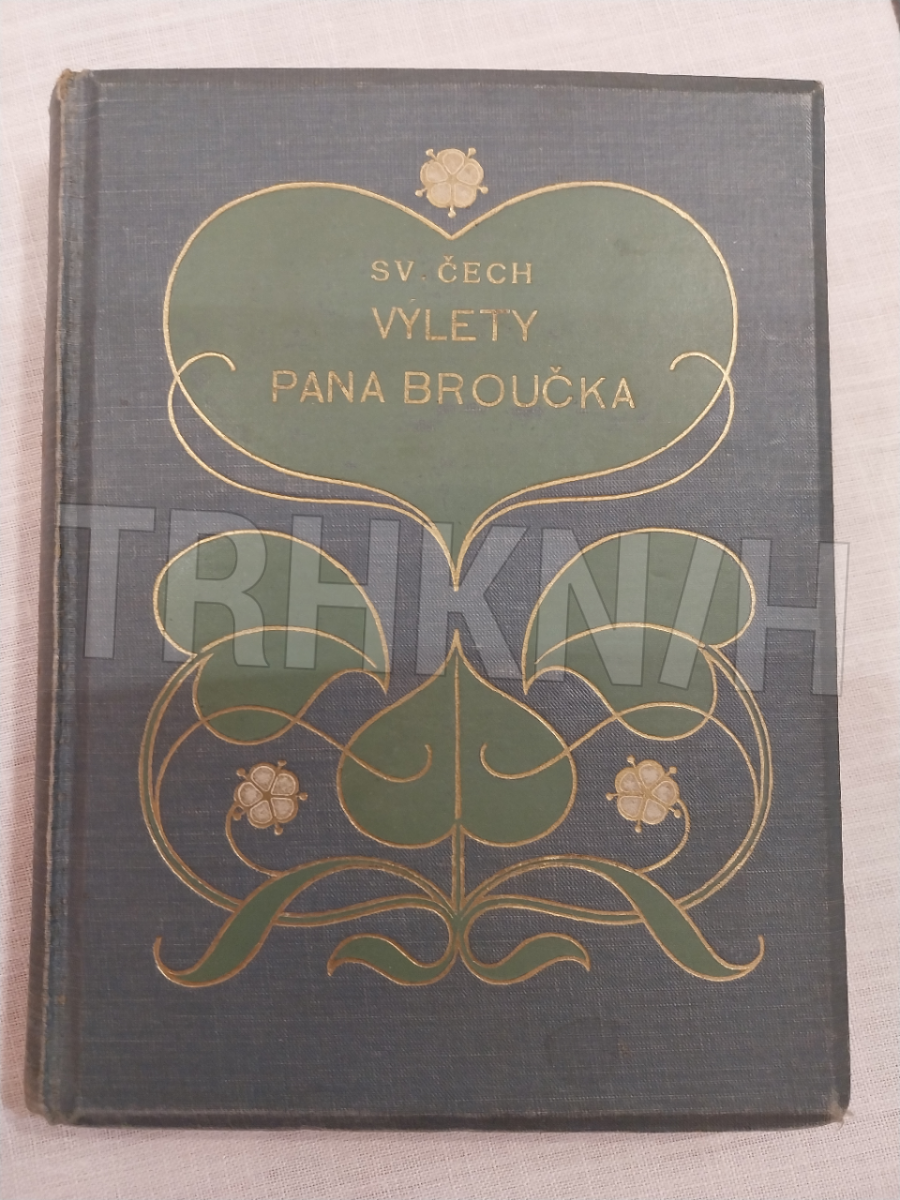 SV. ČECH
VÝLETY
PANA BROUČKA
TRHKNIH